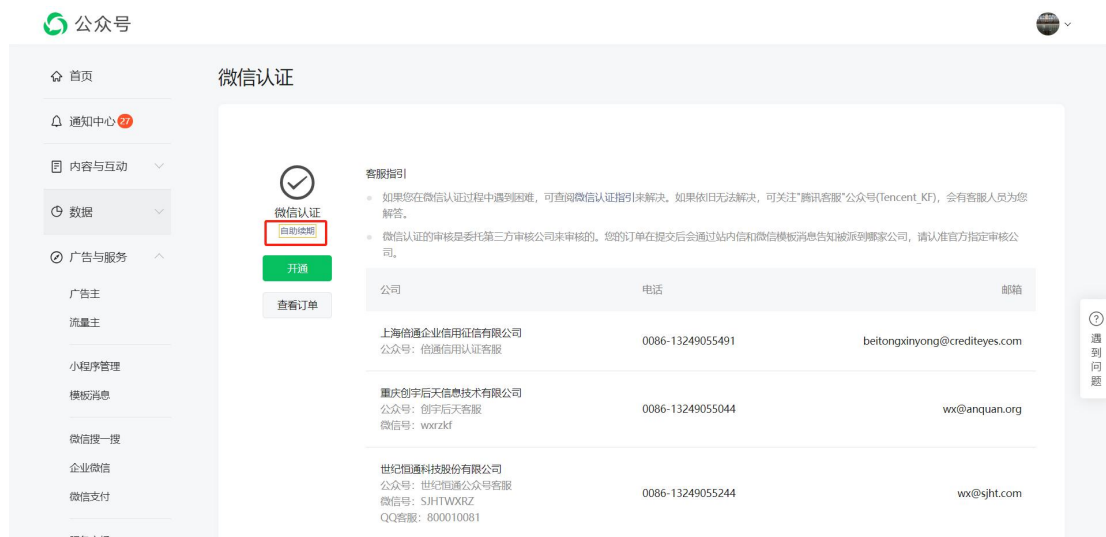 公众号
首页
通知中心 27
内容与互动
数据
广告与服务
广告主
流量主
小程序管理
模板消息
微信搜一搜
企业微信
微信支付
微信认证
微信认证
自助续期
开通
查看订单
客服指引
如果您在微信认证过程中遇到困难，可查阅微信认证指引来解决。如果依旧无法解决，可关注"腾讯客服"公众号(Tencent_KF)，会有客服人员为您
解答。
微信认证的审核是委托第三方审核公司来审核的。您的订单在提交后会通过站内信和微信模板消息告知被派到哪家公司，请认准官方指定审核公
司。
公司 电话 邮箱
上海倍通企业信用征信有限公司
公众号：倍通信用认证客服
0086-13249055491 beitongxinyong@crediteyes.com
重庆创宇后天信息技术有限公司
公众号：创宇后天客服
微信号：wxrzkf
0086-13249055044 wx@anquan.org
世纪恒通科技股份有限公司
公众号：世纪恒通公众号客服
微信号：SJHTWXRZ
QQ客服：800010081
0086-13249055244 wx@sjht.com
遇到问题